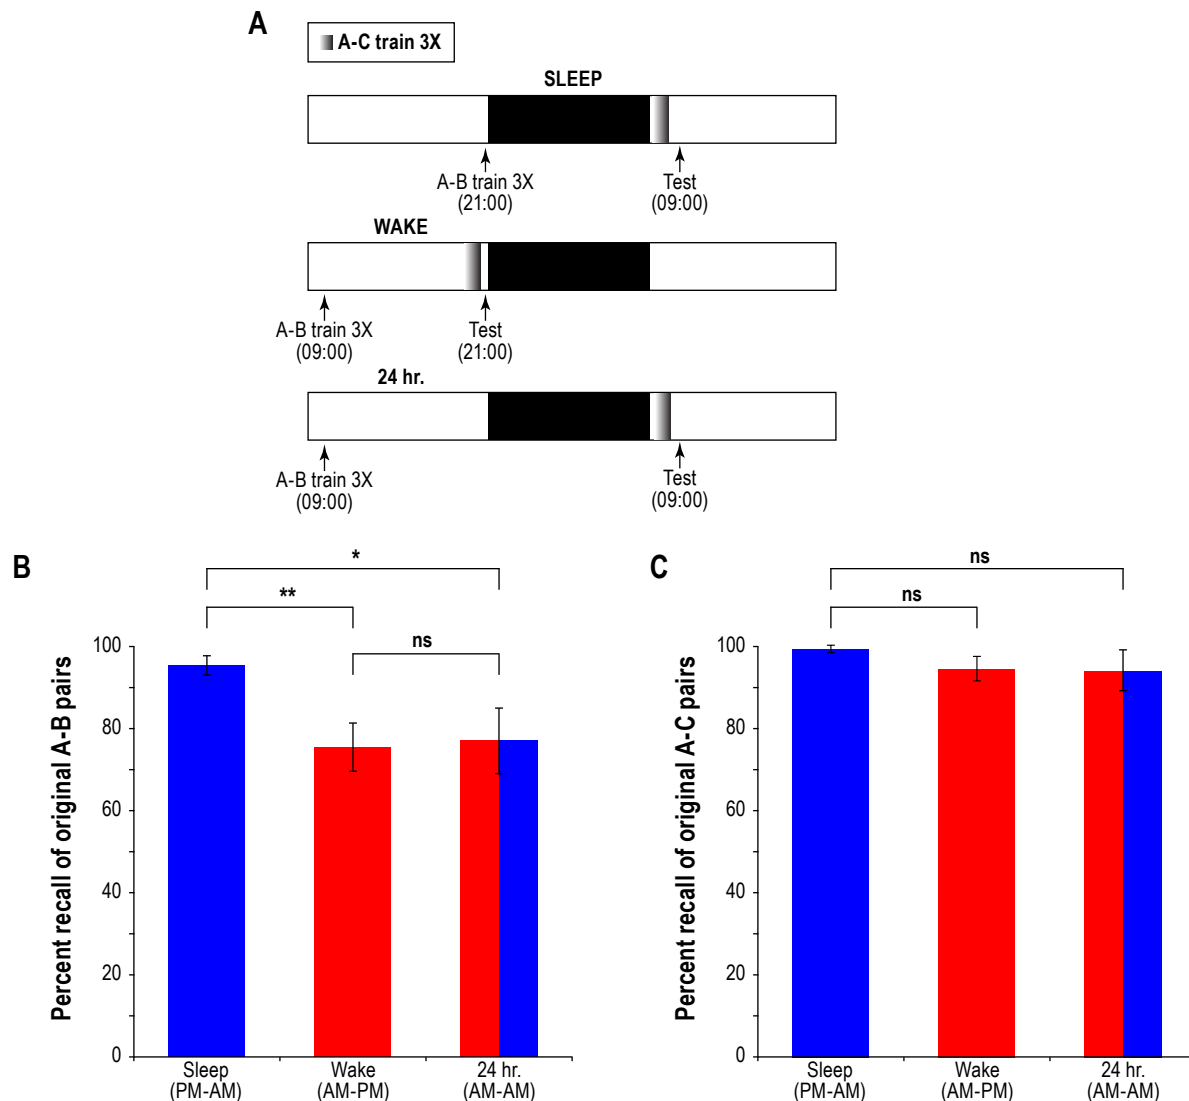 A
A-C train 3X
SLEEP
A-B train 3X
(21:00)
Test
(09:00)
WAKE
A-B train 3X
(09:00)
Test
(21:00)
24 hr.
A-B train 3X
(09:00)
Test
(09:00)
B
*
**
ns
100
80
60
40
20
0
Percent recall of original A-B pairs
Sleep
(PM-AM)
Wake
(AM-PM)
24 hr.
(AM-AM)
C
ns
ns
100
80
60
40
20
0
Percent recall of original A-C pairs
Sleep
(PM-AM)
Wake
(AM-PM)
24 hr.
(AM-AM)